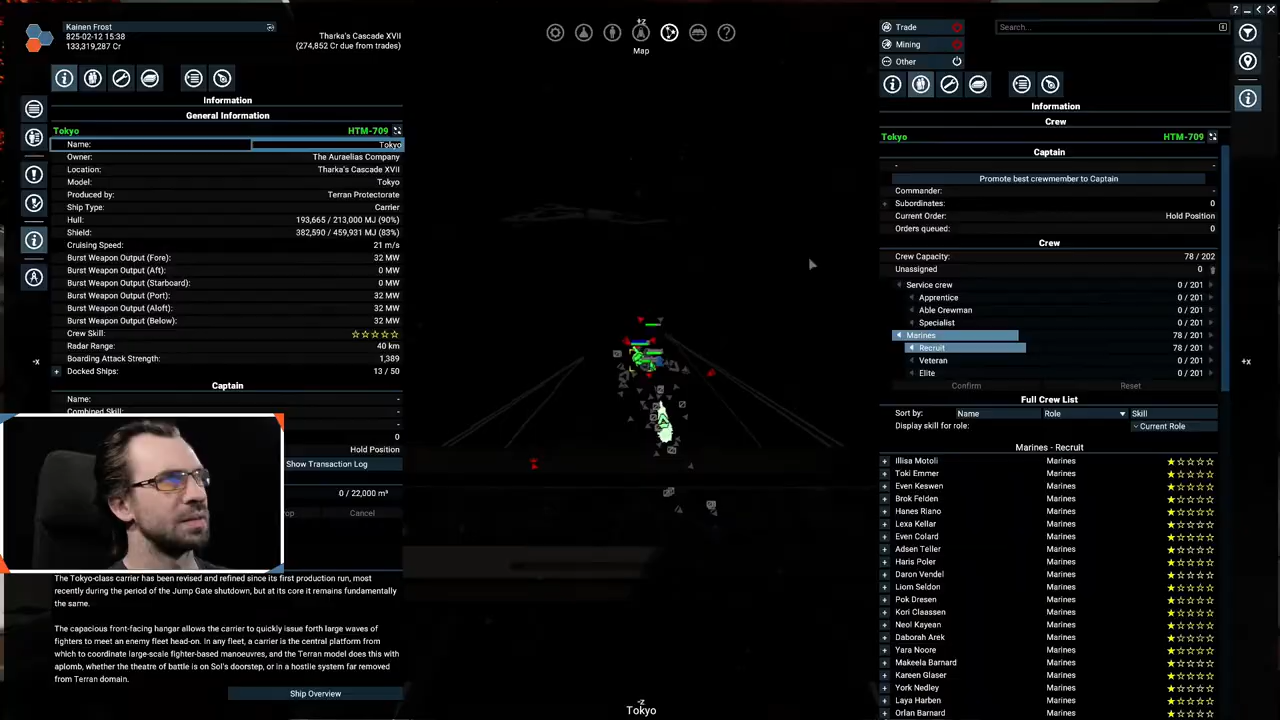 Kainen Frost
825-02-12 15:38
133,319,287 Cr
Tharka's Cascade XVII
(274,852 Cr due from trades)
Information
General Information
Tokyo HTM-709
Name: Tokyo
Owner: The Auraelias Company
Location: Tharka's Cascade XVII
Model: Tokyo
Produced by: Terran Protectorate
Ship Type: Carrier
Hull: 193,665 / 213,000 MJ (90%)
Shield: 382,590 / 459,931 MJ (83%)
Cruising Speed: 21 m/s
Burst Weapon Output (Fore): 32 MW
Burst Weapon Output (Aft): 0 MW
Burst Weapon Output (Starboard): 0 MW
Burst Weapon Output (Port): 32 MW
Burst Weapon Output (Aloft): 32 MW
Burst Weapon Output (Below): 32 MW
Crew Skill:
Radar Range: 40 km
Boarding Attack Strength: 1,389
+ Docked Ships: 13 / 50
Captain
Name: -
Combined Skill: -
-
0
Hold Position
Show Transaction Log
0 / 22,000 m³
Cancel
The Tokyo-class carrier has been revised and refined since its first production run, most
recently during the period of the Jump Gate shutdown, but at its core it remains fundamentally
the same.
The capacious front-facing hangar allows the carrier to quickly issue forth large waves of
fighters to meet an enemy fleet head-on. In any fleet, a carrier is the central platform from
which to coordinate large-scale fighter-based manoeuvres, and the Terran model does this with
aplomb, whether the theatre of battle is on Sol's doorstep, or in a hostile system far removed
from Terran domain.
Ship Overview
+z
Map
-x
+x
-z
Tokyo
Trade
Mining
Other
Search...
Information
Crew
Tokyo HTM-709
Captain
- -
Promote best crewmember to Captain
Commander: -
Subordinates: 0
Current Order: Hold Position
Orders queued: 0
Crew
Crew Capacity: 78 / 202
Unassigned 0
Service crew 0 / 201
Apprentice 0 / 201
Able Crewman 0 / 201
Specialist 0 / 201
Marines 78 / 201
Recruit 78 / 201
Veteran 0 / 201
Elite 0 / 201
Confirm Reset
Full Crew List
Sort by: Name Role Skill
Display skill for role: Current Role
Marines - Recruit
+ Illisa Motoli Marines
+ Toki Emmer Marines
+ Even Keswen Marines
+ Brok Felden Marines
+ Hanes Riano Marines
+ Lexa Kellar Marines
+ Even Colard Marines
+ Adsen Teller Marines
+ Haris Poler Marines
+ Daron Vendel Marines
+ Liom Seldon Marines
+ Pok Dresen Marines
+ Kori Claassen Marines
+ Neol Kayean Marines
+ Daborah Arek Marines
+ Yara Noore Marines
+ Makeela Barnard Marines
+ Kareen Glaser Marines
+ York Nedley Marines
+ Laya Harben Marines
+ Orlan Barnard Marines